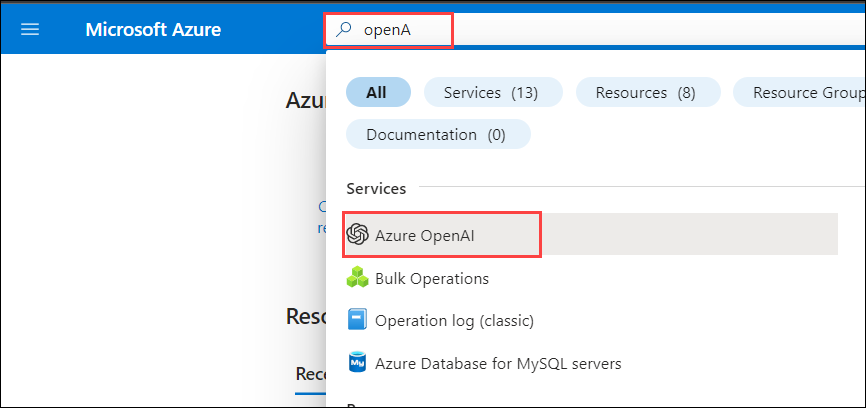 Microsoft Azure
openA
All
Services (13)
Resources (8)
Resource Group
Documentation (0)
Azu
Services
Azure OpenAI
Bulk Operations
Operation log (classic)
My
Azure Database for MySQL servers
re
Reso
Rece